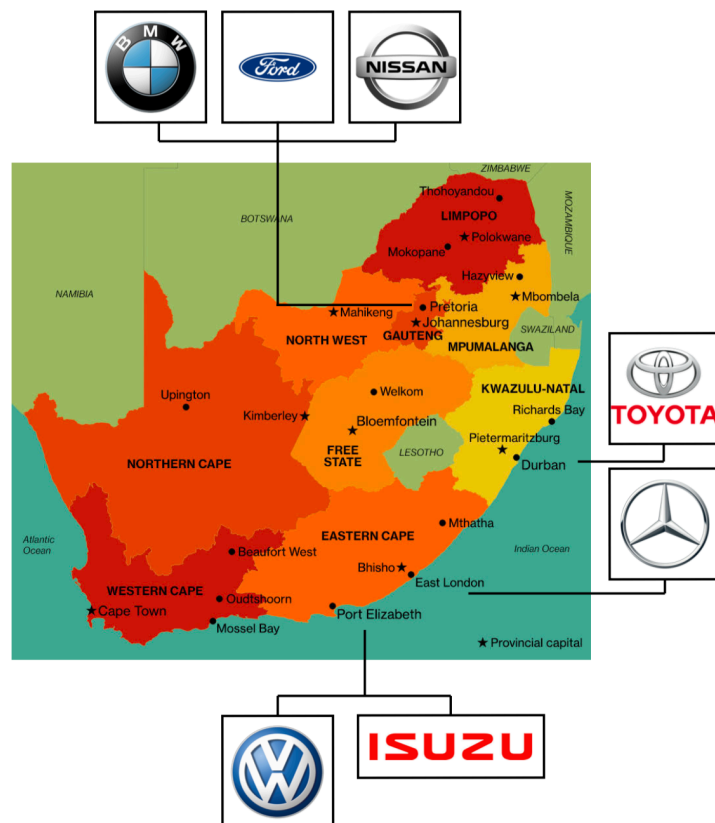 BMW
Ford
NISSAN
ZIMBABWE
Thohoyandou
LIMPOPO
MOZAMBIQUE
BOTSWANA
Polokwane
Mokopane
Hazyview
NAMIBIA
Mbombela
Pretoria
Mahikeng
Johannesburg
SWAZILAND
NORTH WEST
GAUTENG
MPUMALANGA
KWAZULU-NATAL
Welkom
Upington
TOYOTA
Richards Bay
Kimberley
Bloemfontein
Pietermaritzburg
FREE
STATE
LESOTHO
Durban
NORTHERN CAPE
Mthatha
EASTERN CAPE
Atlantic
Ocean
Indian Ocean
Beaufort West
Bhisho
East London
WESTERN CAPE
Oudtshoorn
Cape Town
Port Elizabeth
Mossel Bay
★ Provincial capital
VW
ISUZU